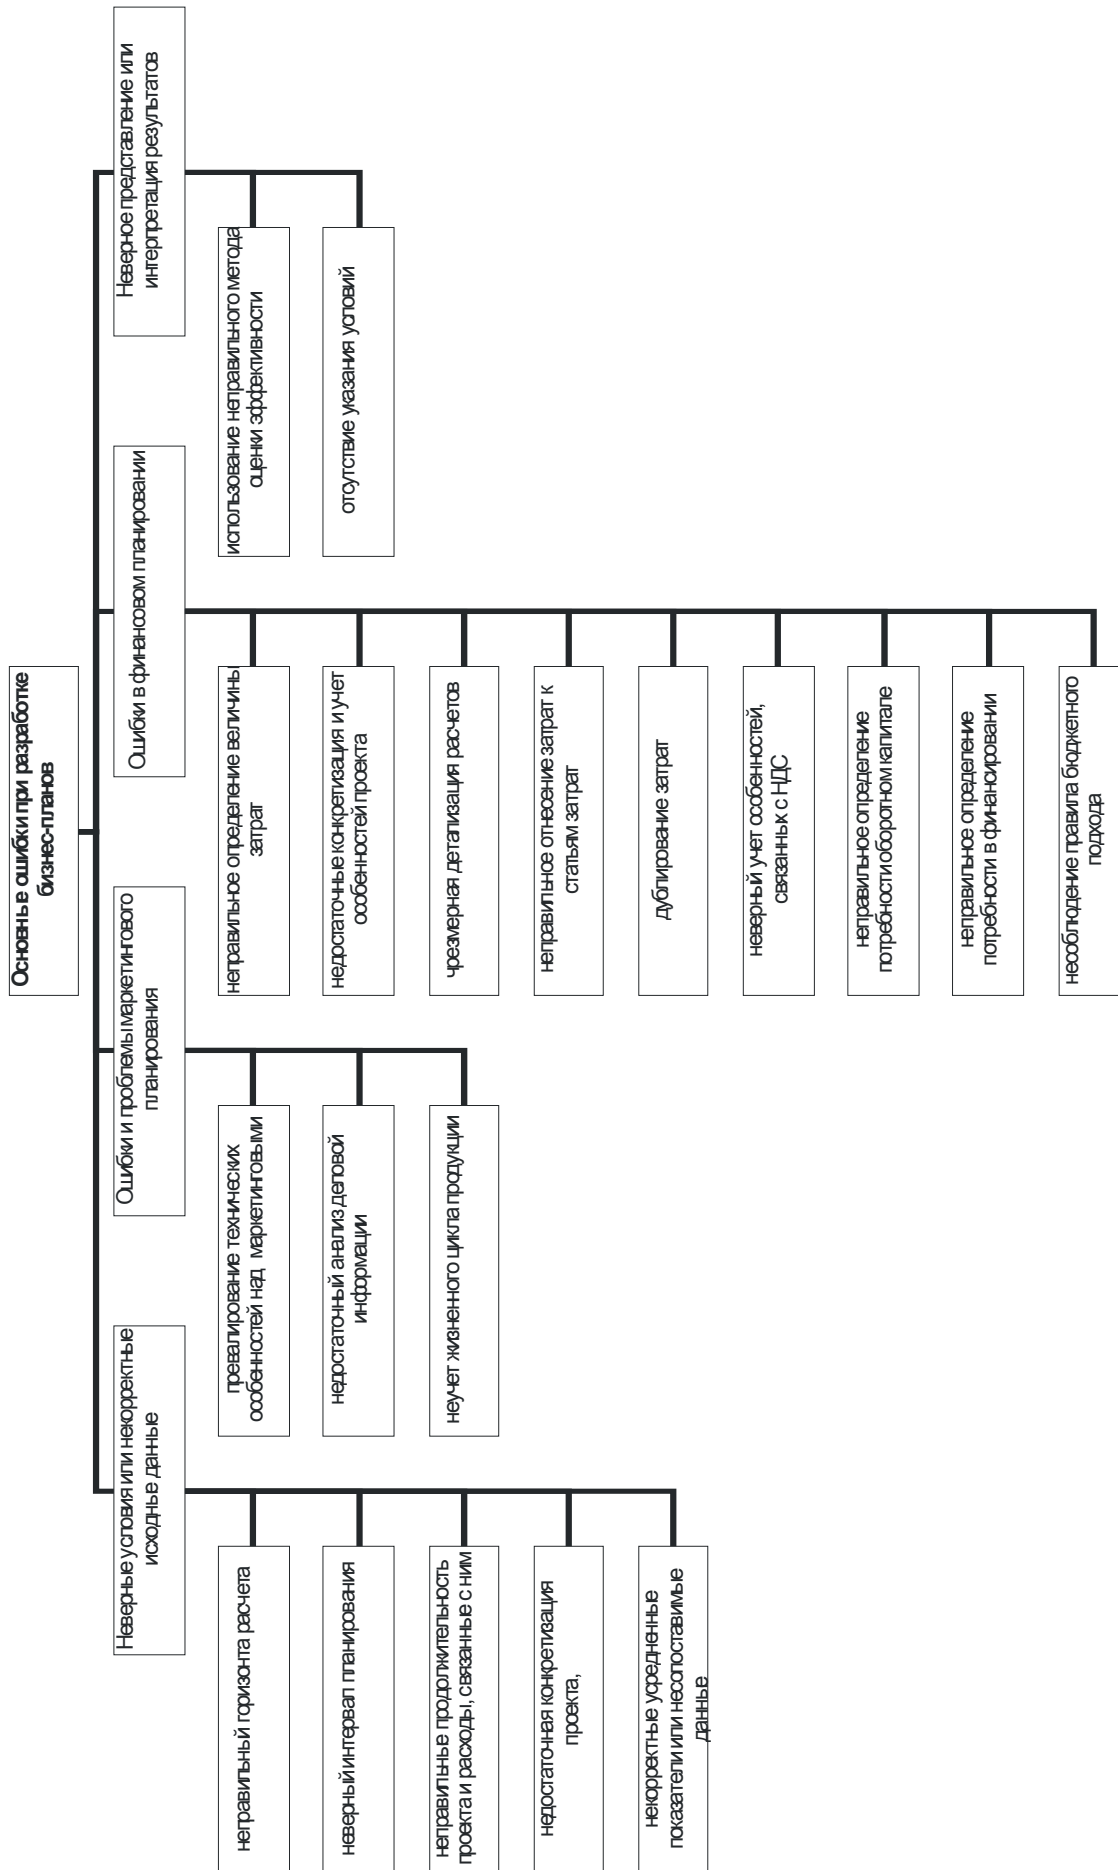 Основные ошибки при разработке
бизнес-планов
Неверные условия или некорректные
исходные данные
неправильный горизонта расчета
неверный интервал планирования
неправильные продолжительность
проекта и расходы, связанные с ним
недостаточная конкретизация
проекта,
некорректные усредненные
показатели или несопоставимые
данные
Ошибки и проблемы маркетингового
планирования
превалирование технических
особенностей над маркетинговыми
недостаточный анализ деловой
информации
неучет жизненного цикла продукции
Ошибки в финансовом планировании
неправильное определение величины
затрат
недостаточные конкретизация и учет
особенностей проекта
чрезмерная детализация расчетов
неправильное отнесение затрат к
статьям затрат
дублирование затрат
неверный учет особенностей,
связанных с НДС
неправильное определение
потребности оборотном капитале
неправильное определение
потребности в финансировании
несоблюдение правила бюджетного
подхода
Неверное представление или
интерпретация результатов
использование неправильного метода
оценки эффективности
отсутствие указания условий